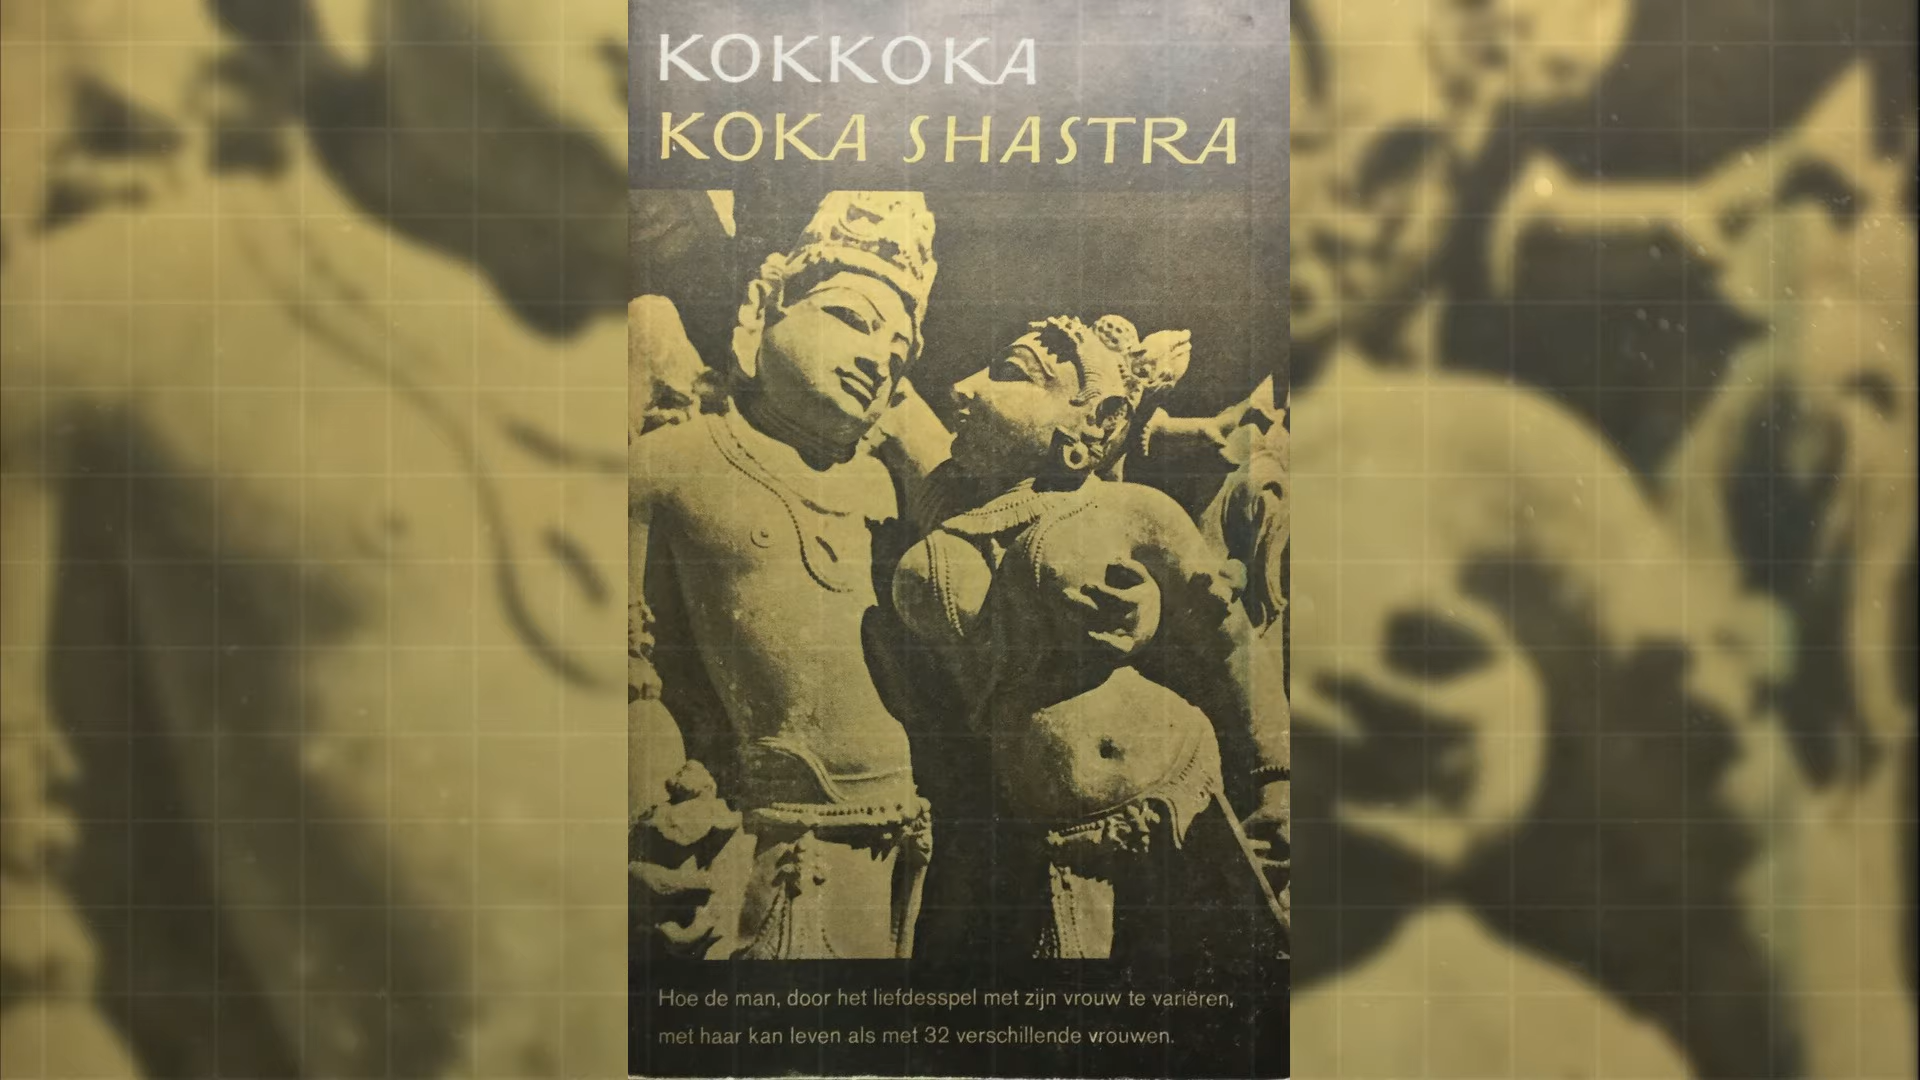 KOKKOKA
KOKA SHASTRA
Hoe de man, door het liefdesspel met zijn vrouw te variëren,
met haar kan leven als met 32 verschillende vrouwen.